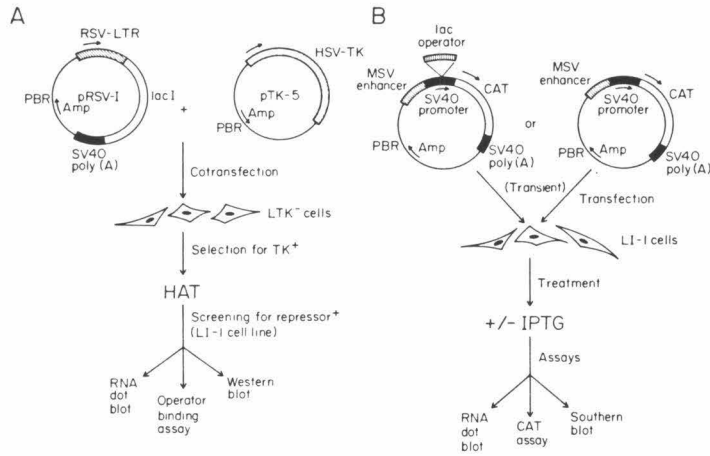 A
RSV-LTR
pRSV-I
lacI
PBR
Amp
SV40
poly (A)
+
HSV-TK
pTK-5
PBR
Amp
Cotransfection
LTK⁻ cells
Selection for TK⁺
HAT
Screening for repressor⁺
(LI-1 cell line)
RNA
dot
blot
Operator
binding
assay
Western
blot
B
lac
operator
MSV
enhancer
SV40
promoter
CAT
PBR
Amp
SV40
poly(A)
or
MSV
enhancer
SV40
promoter
CAT
PBR
Amp
SV40
poly(A)
(Transient)
Transfection
LI-1 cells
Treatment
+/- IPTG
Assays
RNA
dot
blot
CAT
assay
Southern
blot